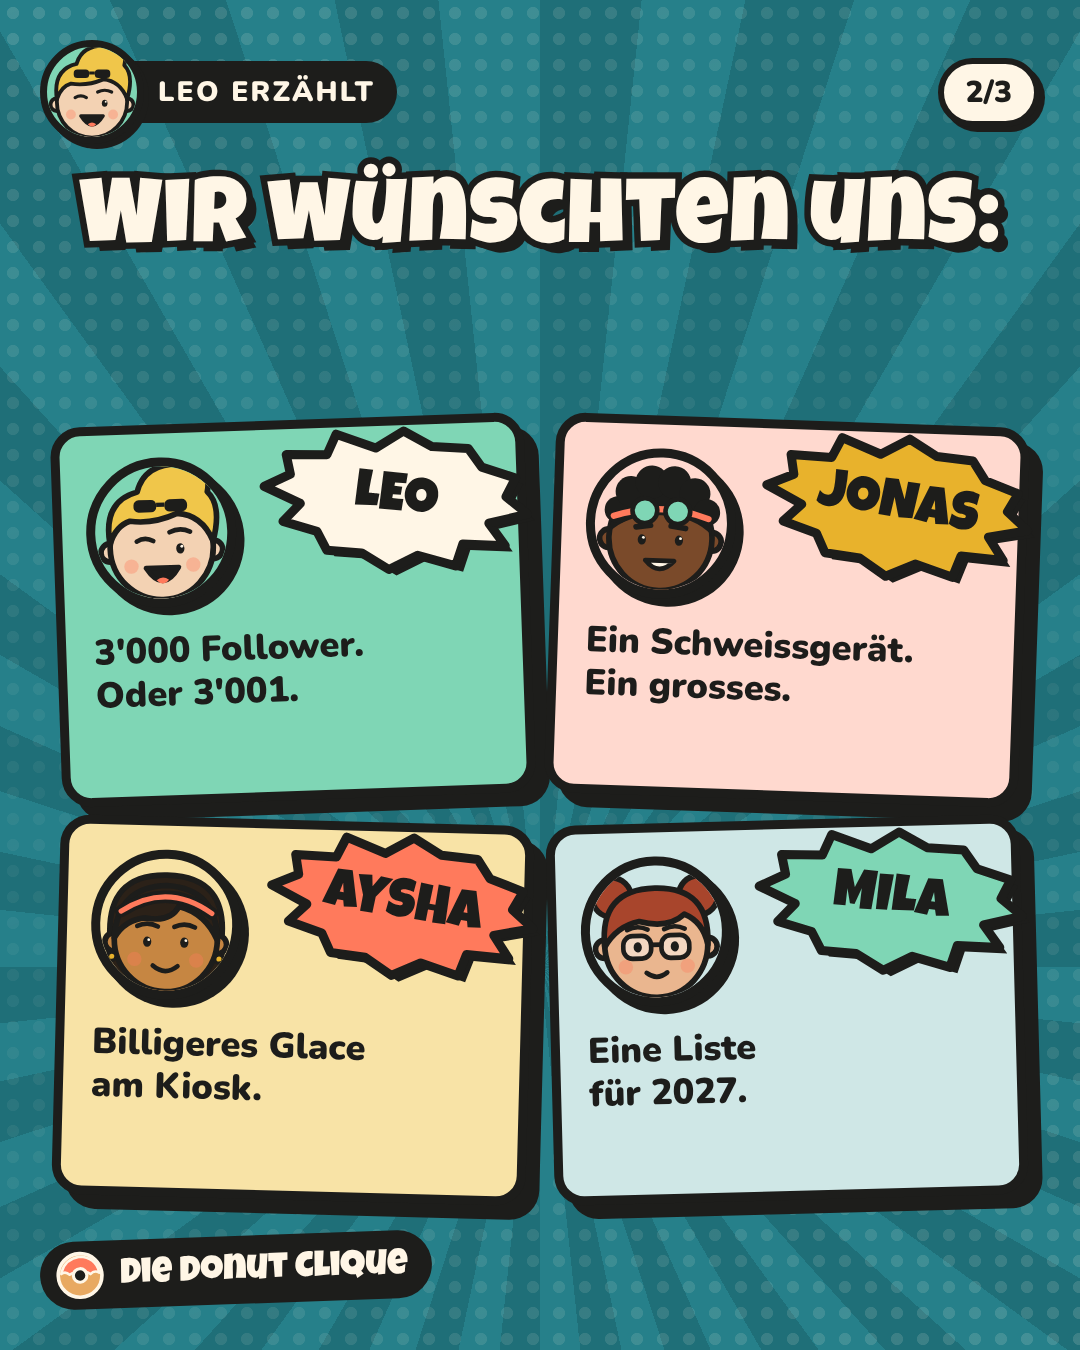 LEO ERZÄHLT
2/3
WIR WÜNSCHTEN UNS:
LEO
3'000 Follower.
Oder 3'001.
JONAS
Ein Schweissgerät.
Ein grosses.
AYSHA
Billigeres Glace
am Kiosk.
MILA
Eine Liste
für 2027.
DIE DONUT CLIQUE